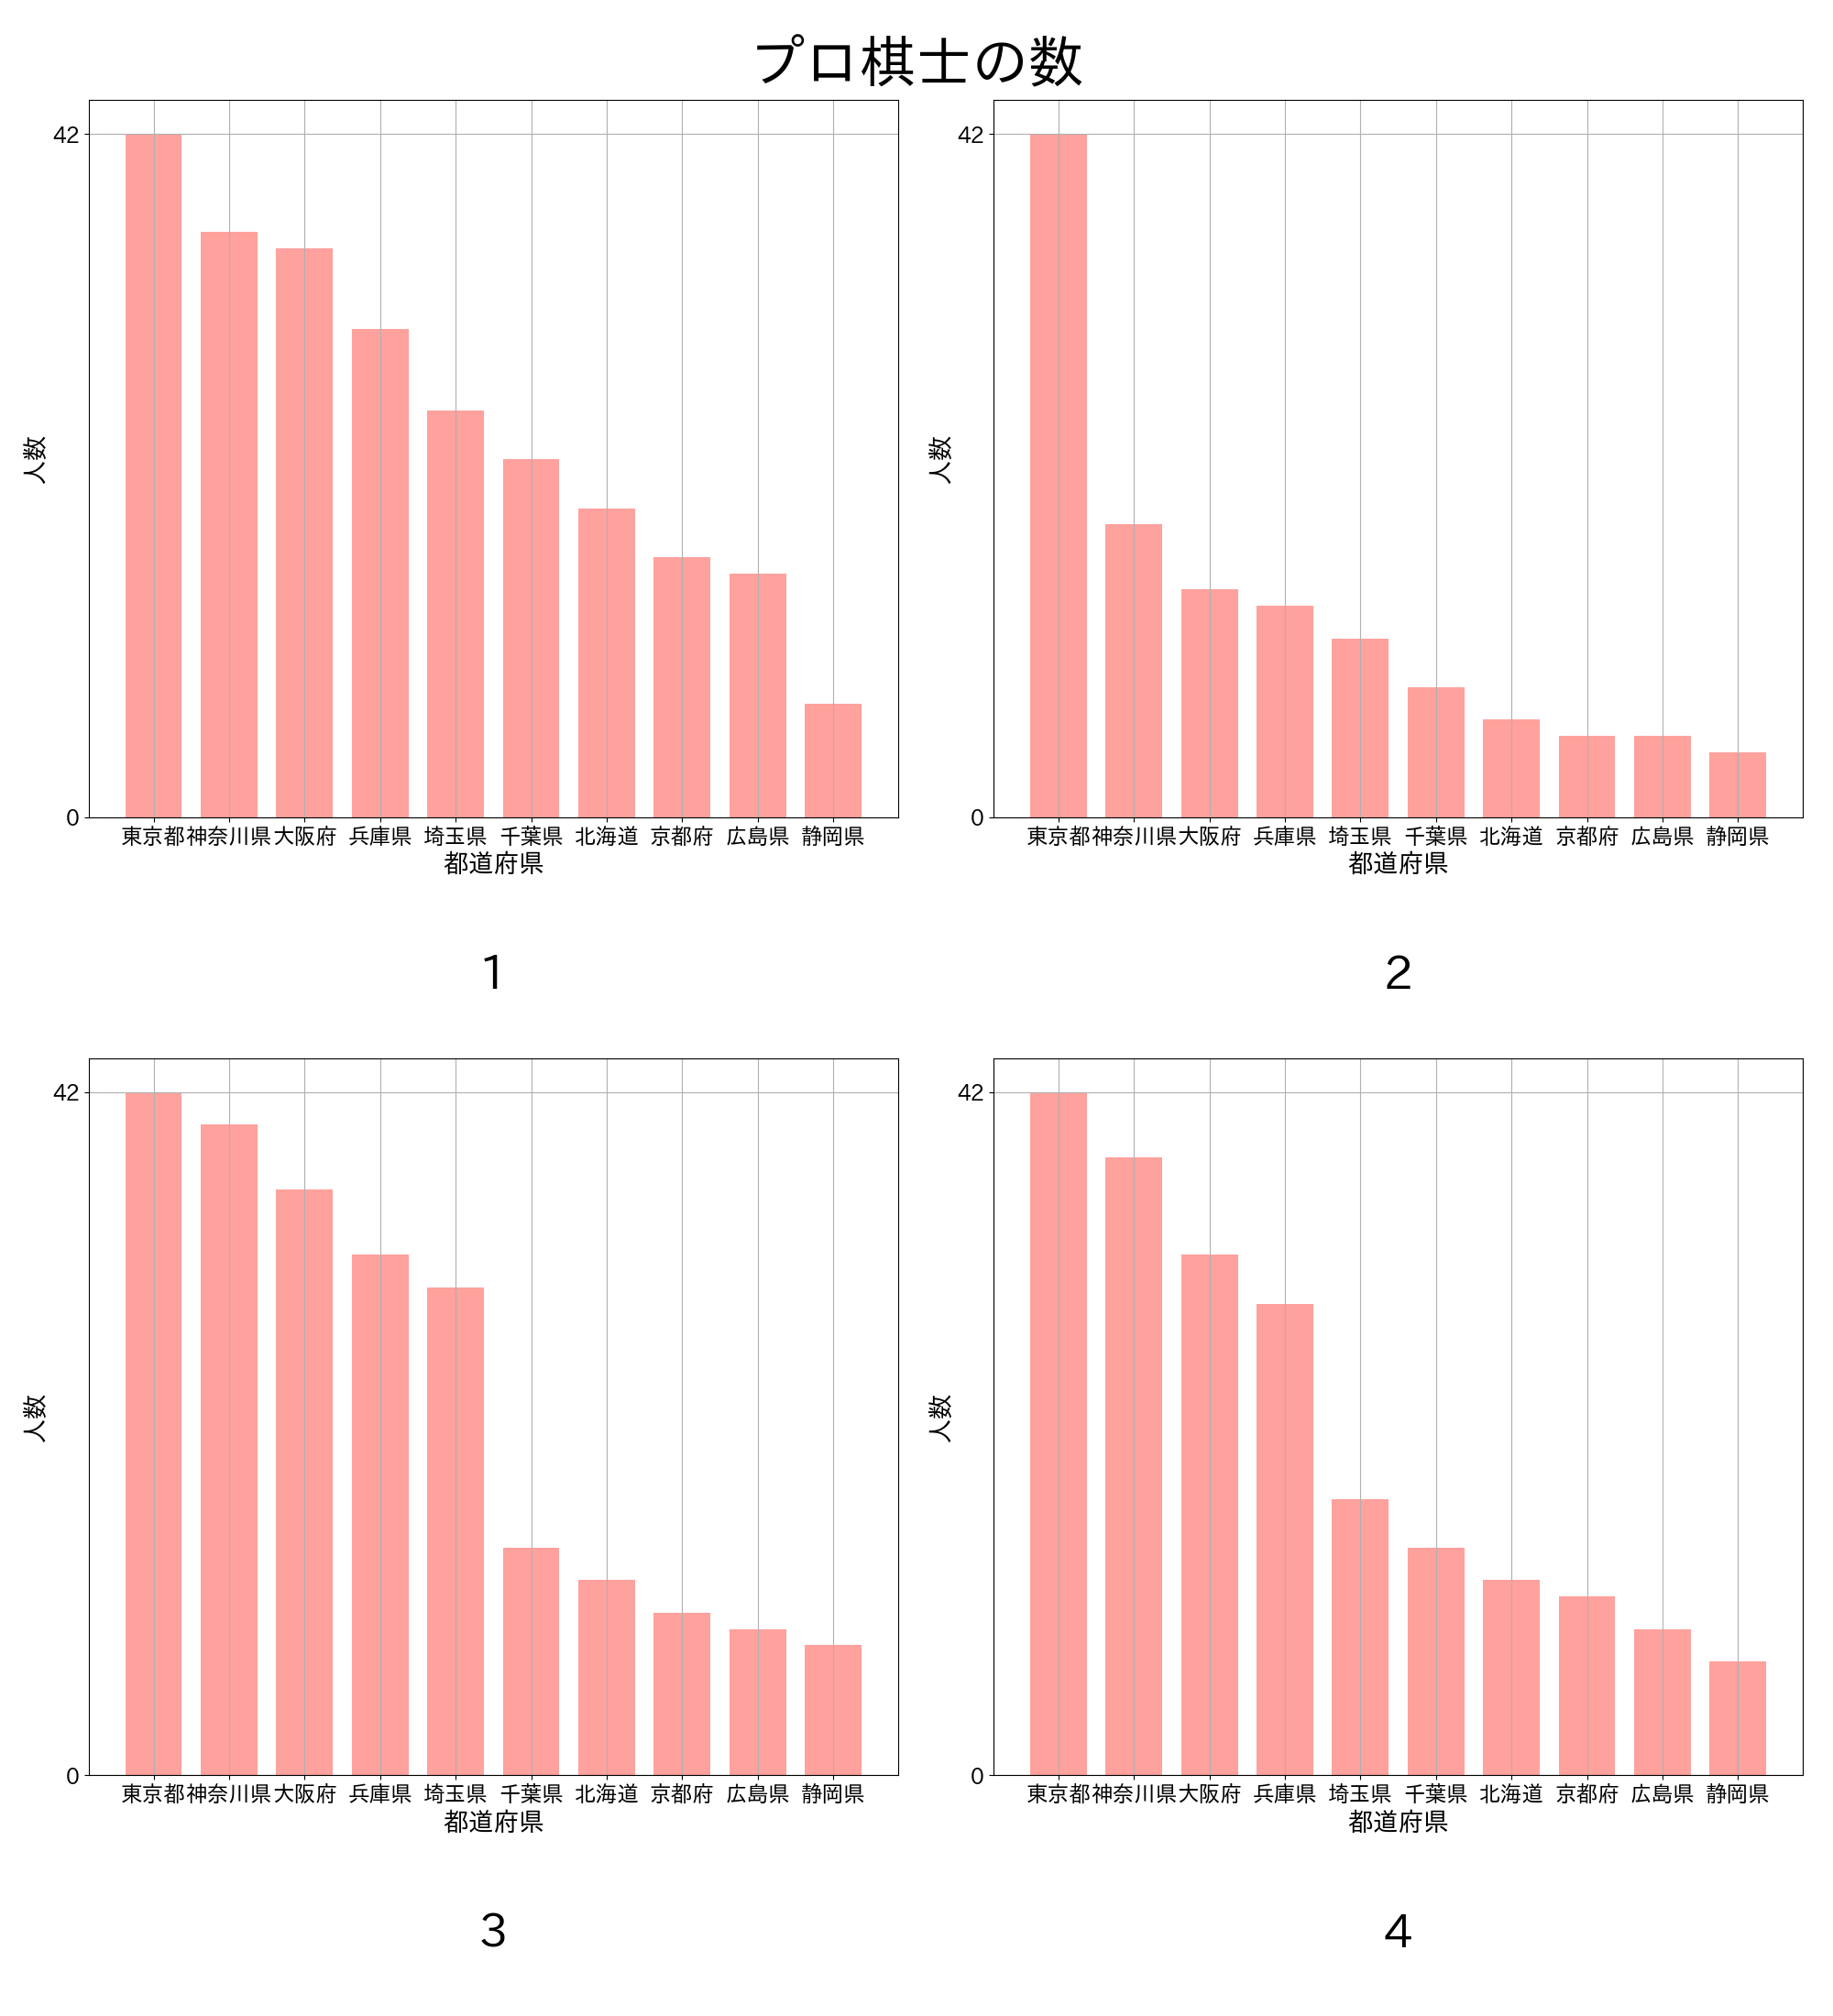 プロ棋士の数
42
0
人数
東京都 神奈川県 大阪府 兵庫県 埼玉県 千葉県 北海道 京都府 広島県 静岡県
都道府県
1
42
0
人数
東京都 神奈川県 大阪府 兵庫県 埼玉県 千葉県 北海道 京都府 広島県 静岡県
都道府県
2
42
0
人数
東京都 神奈川県 大阪府 兵庫県 埼玉県 千葉県 北海道 京都府 広島県 静岡県
都道府県
3
42
0
人数
東京都 神奈川県 大阪府 兵庫県 埼玉県 千葉県 北海道 京都府 広島県 静岡県
都道府県
4